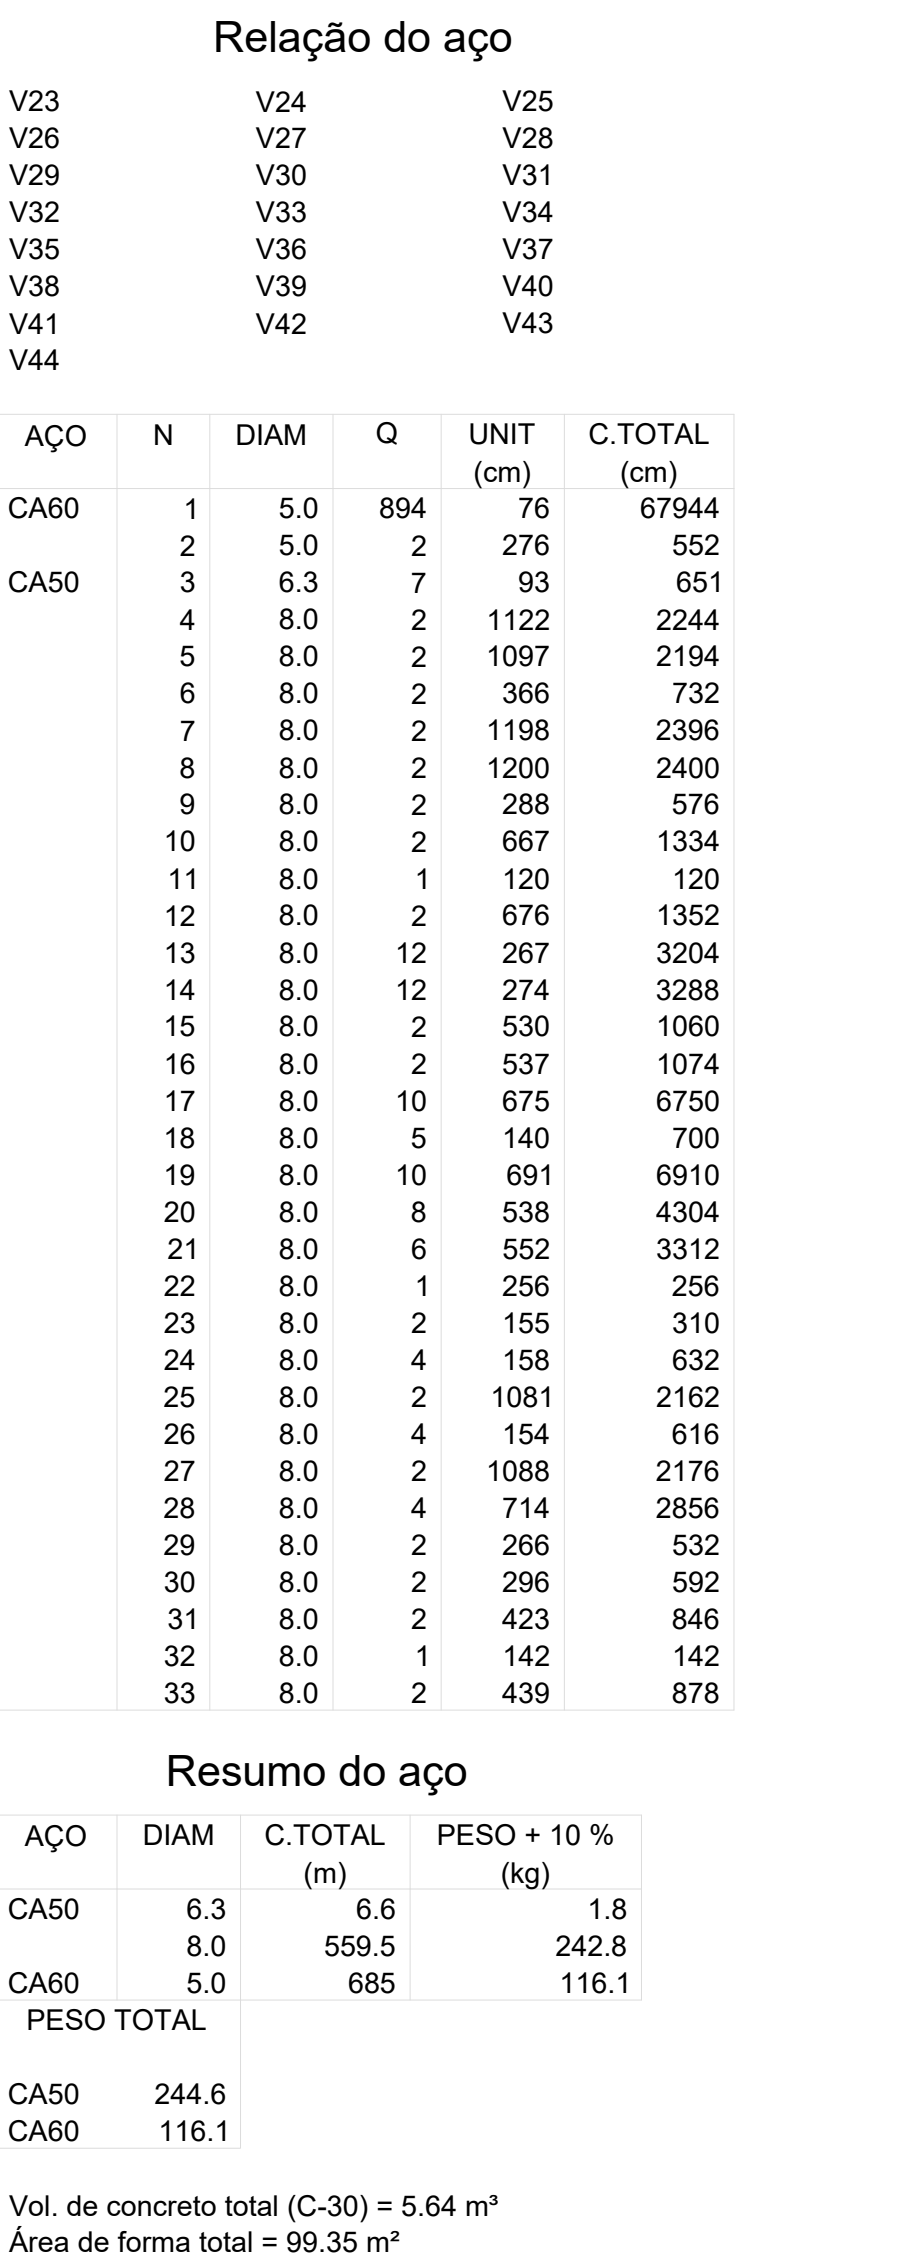 Relação do aço
V23 V24 V25
V26 V27 V28
V29 V30 V31
V32 V33 V34
V35 V36 V37
V38 V39 V40
V41 V42 V43
V44
AÇO N DIAM Q UNIT C.TOTAL
(cm) (cm)
CA60 1 5.0 894 76 67944
2 5.0 2 276 552
CA50 3 6.3 7 93 651
4 8.0 2 1122 2244
5 8.0 2 1097 2194
6 8.0 2 366 732
7 8.0 2 1198 2396
8 8.0 2 1200 2400
9 8.0 2 288 576
10 8.0 2 667 1334
11 8.0 1 120 120
12 8.0 2 676 1352
13 8.0 12 267 3204
14 8.0 12 274 3288
15 8.0 2 530 1060
16 8.0 2 537 1074
17 8.0 10 675 6750
18 8.0 5 140 700
19 8.0 10 691 6910
20 8.0 8 538 4304
21 8.0 6 552 3312
22 8.0 1 256 256
23 8.0 2 155 310
24 8.0 4 158 632
25 8.0 2 1081 2162
26 8.0 4 154 616
27 8.0 2 1088 2176
28 8.0 4 714 2856
29 8.0 2 266 532
30 8.0 2 296 592
31 8.0 2 423 846
32 8.0 1 142 142
33 8.0 2 439 878
Resumo do aço
AÇO DIAM C.TOTAL PESO + 10 %
(m) (kg)
CA50 6.3 6.6 1.8
8.0 559.5 242.8
CA60 5.0 685 116.1
PESO TOTAL
CA50 244.6
CA60 116.1
Vol. de concreto total (C-30) = 5.64 m³
Área de forma total = 99.35 m²